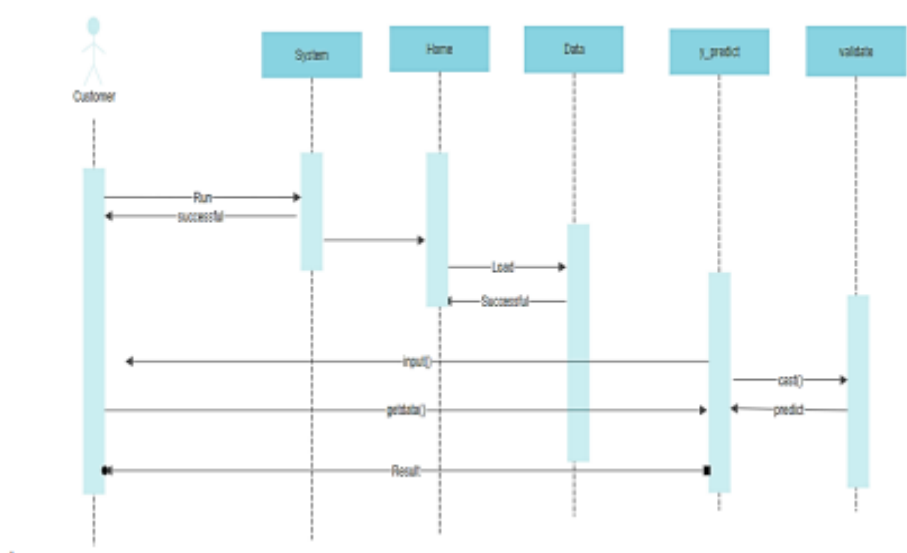 System
Home
Data
y_predict
validate
Customer
Run
successful
Load
Successful
input()
cast()
getdata()
predict
Result